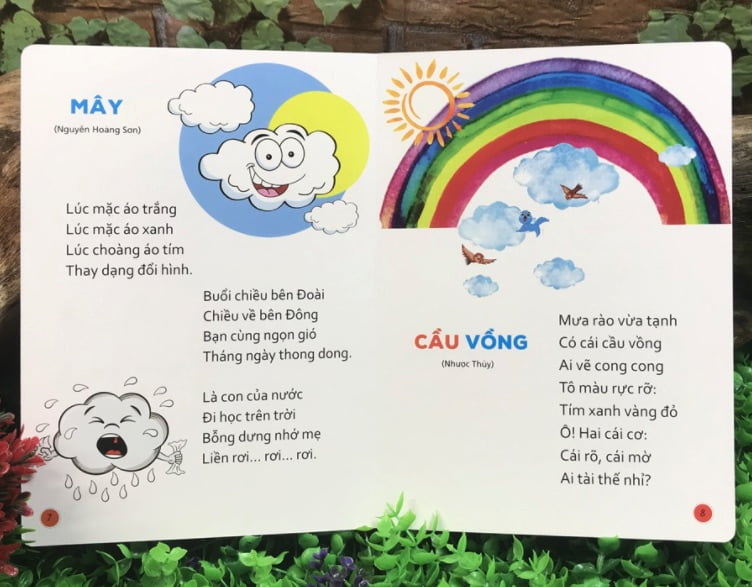 MÂY
(Nguyễn Hoàng Sơn)
Lúc mặc áo trắng
Lúc mặc áo xanh
Lúc choàng áo tím
Thay dạng đổi hình.
Buổi chiều bên Đoài
Chiều về bên Đông
Bạn cùng ngọn gió
Tháng ngày thong dong.
Là con của nước
Đi học trên trời
Bỗng dưng nhớ mẹ
Liền rơi... rơi... rơi.
7
CẦU VỒNG
(Nhược Thủy)
Mưa rào vừa tạnh
Có cái cầu vồng
Ai vẽ cong cong
Tô màu rực rỡ:
Tím xanh vàng đỏ
Ô! Hai cái cơ:
Cái rõ, cái mờ
Ai tài thế nhỉ?
8